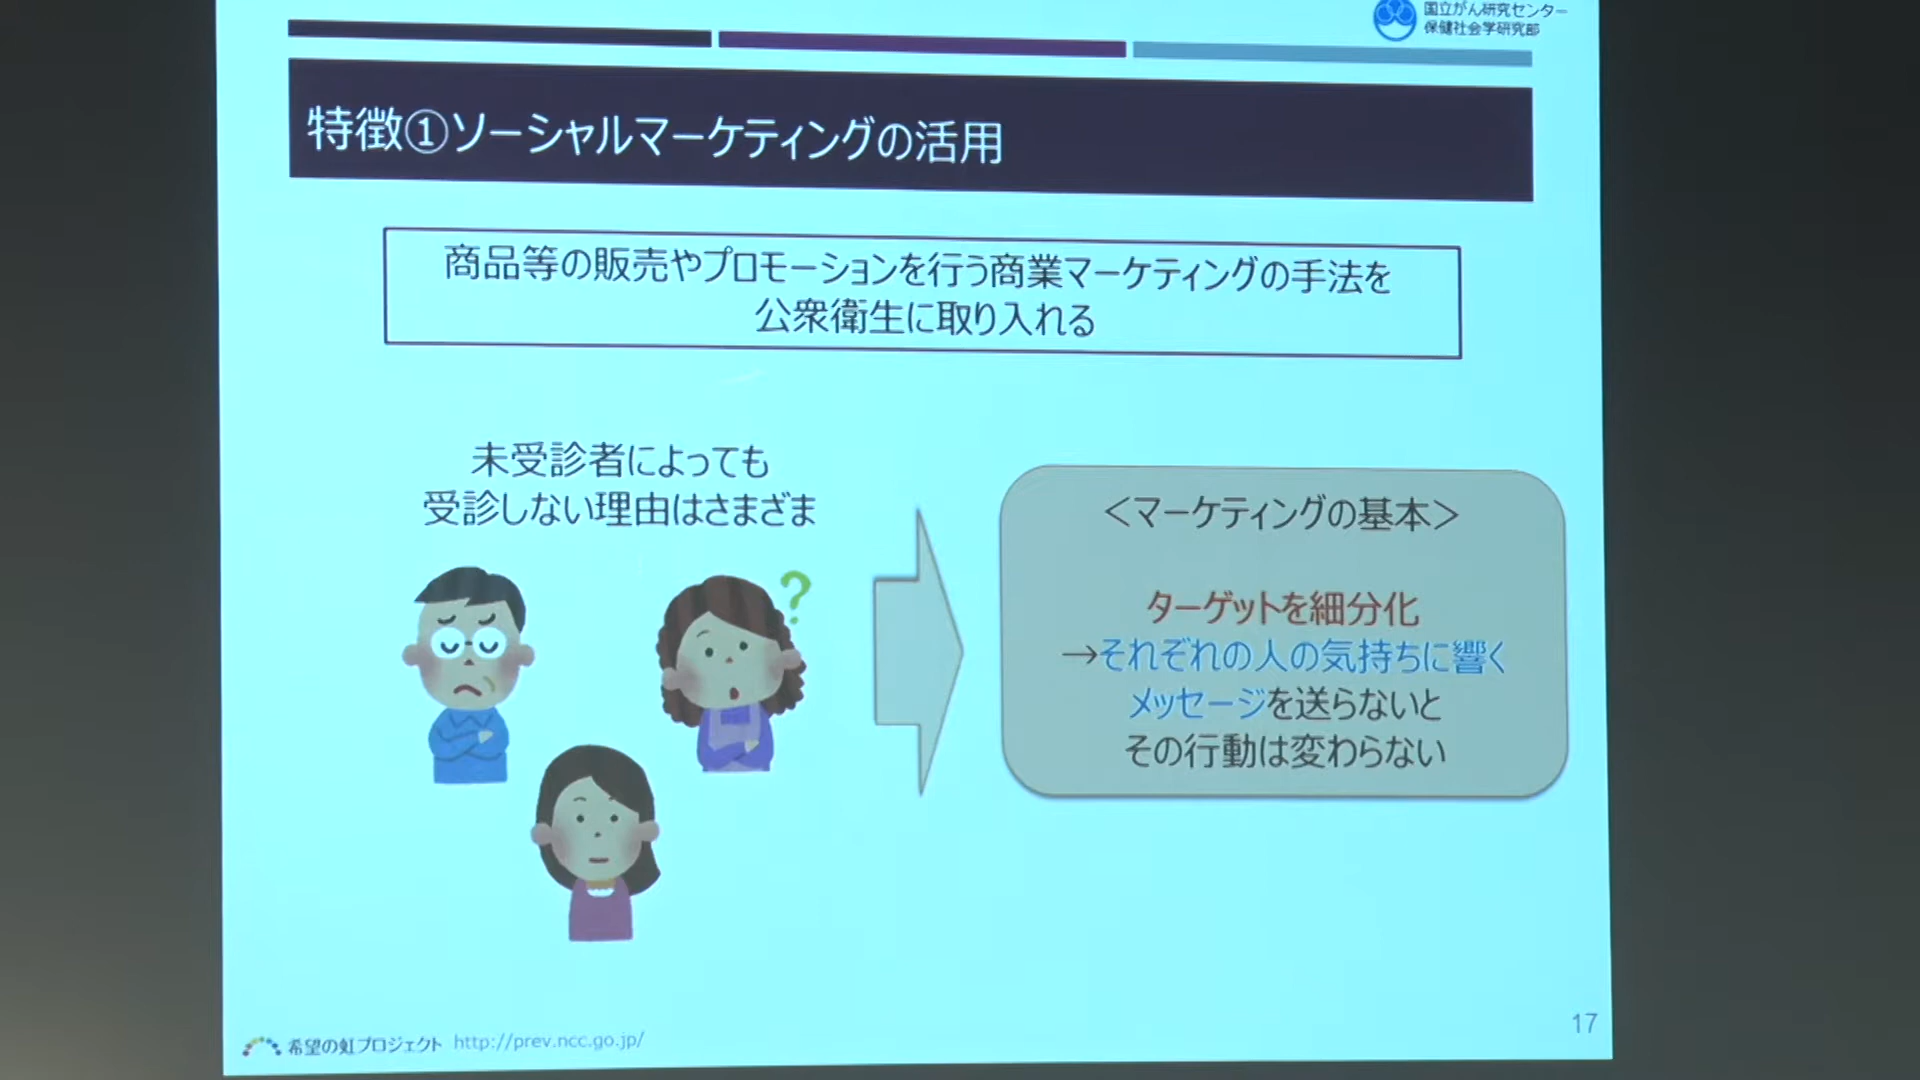 国立がん研究センター
保健社会学研究部
特徴①ソーシャルマーケティングの活用
商品等の販売やプロモーションを行う商業マーケティングの手法を
公衆衛生に取り入れる
未受診者によっても
受診しない理由はさまざま
?
＜マーケティングの基本＞
ターゲットを細分化
→それぞれの人の気持ちに響く
メッセージを送らないと
その行動は変わらない
希望の虹プロジェクト http://prev.ncc.go.jp/
17